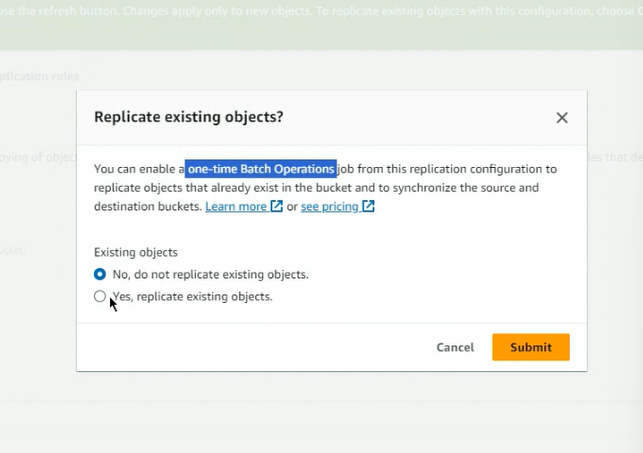 ose the refresh button. Changes apply only to new objects. To replicate existing objects with this configuration, choose C
plication rules
Replicate existing objects?
pying of objec
ies that de
You can enable a one-time Batch Operations job from this replication configuration to
replicate objects that already exist in the bucket and to synchronize the source and
destination buckets. Learn more or see pricing
ucket.
Existing objects
No, do not replicate existing objects.
Yes, replicate existing objects.
Cancel
Submit